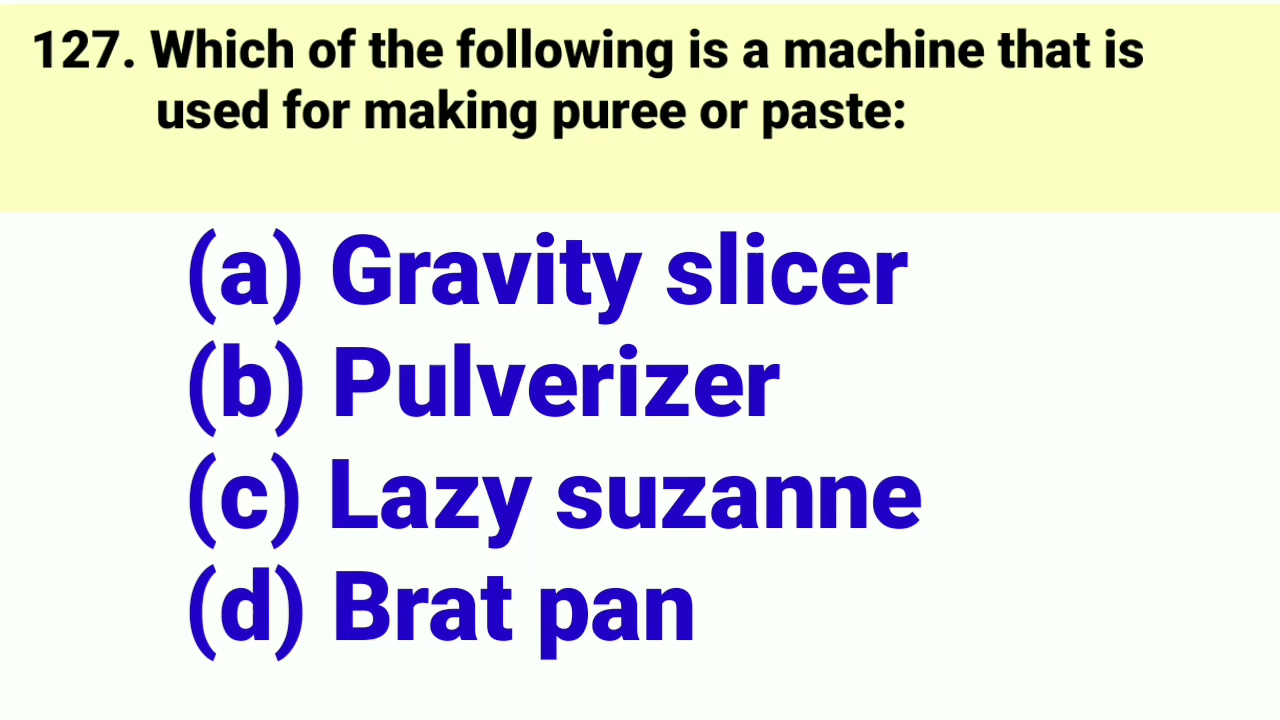 127. Which of the following is a machine that is
used for making puree or paste:
(a) Gravity slicer
(b) Pulverizer
(c) Lazy suzanne
(d) Brat pan